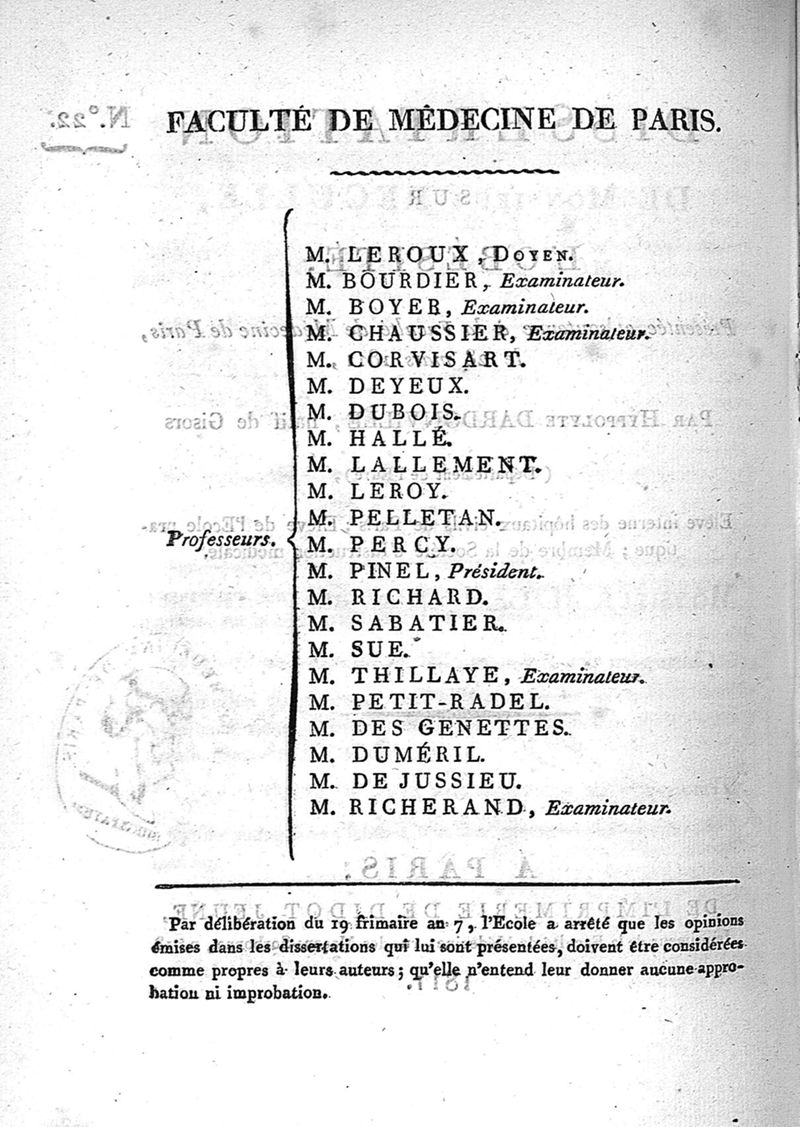 FACULTÉ DE MÉDECINE DE PARIS.
M. LEROUX, DOYEN.
M. BOURDIER, Examinateur.
M. BOYER, Examinateur.
M. CHAUSSIER, Examinateur.
M. CORVISART.
M. DEYEUX.
M. DUBOIS.
M. HALLÉ.
M. LALLEMENT.
M. LEROY.
M. PELLETAN.
Professeurs. M. PERCY.
M. PINEL, Président.
M. RICHARD.
M. SABATIER.
M. SUE.
M. THILLAYE, Examinateur.
M. PETIT-RADEL.
M. DES GENETTES.
M. DUMÉRIL.
M. DE JUSSIEU.
M. RICHERAND, Examinateur.
Par délibération du 19 frimaire an 7, l'Ecole a arrêté que les opinions
émises dans les dissertations qui lui sont présentées, doivent être considérées
comme propres à leurs auteurs; qu'elle n'entend leur donner aucune appro-
bation ni improbation.